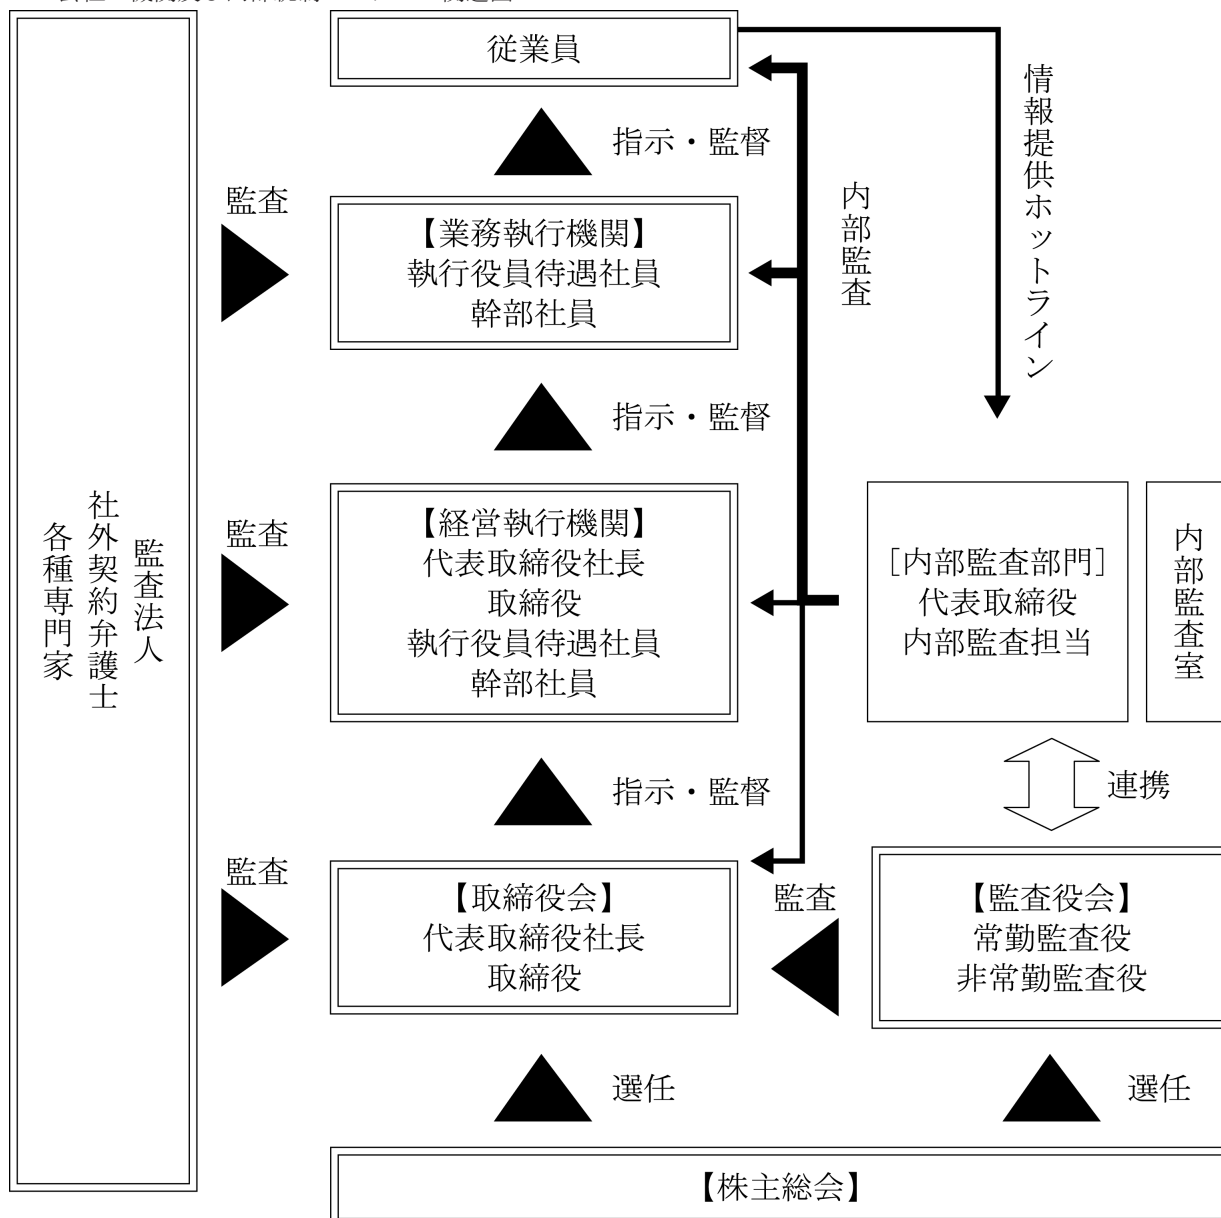 従業員
指示・監督
情報提供ホットライン
内部監査
監査
【業務執行機関】
執行役員待遇社員
幹部社員
指示・監督
監査法人
社外契約弁護士
各種専門家
監査
【経営執行機関】
代表取締役社長
取締役
執行役員待遇社員
幹部社員
［内部監査部門］
代表取締役
内部監査担当
内部監査室
指示・監督
連携
監査
【取締役会】
代表取締役社長
取締役
監査
【監査役会】
常勤監査役
非常勤監査役
選任
選任
【株主総会】